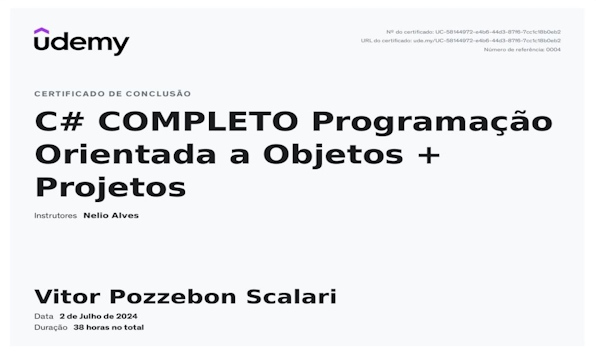 udemy
Nº do certificado: UC-58144972-e4b6-44d3-87f6-7cc1c18b0eb2
URL do certificado: ude.my/UC-58144972-e4b6-44d3-87f6-7cc1c18b0eb2
Número de referência: 0004
CERTIFICADO DE CONCLUSÃO
C# COMPLETO Programação
Orientada a Objetos +
Projetos
Instrutores Nelio Alves
Vitor Pozzebon Scalari
Data 2 de Julho de 2024
Duração 38 horas no total